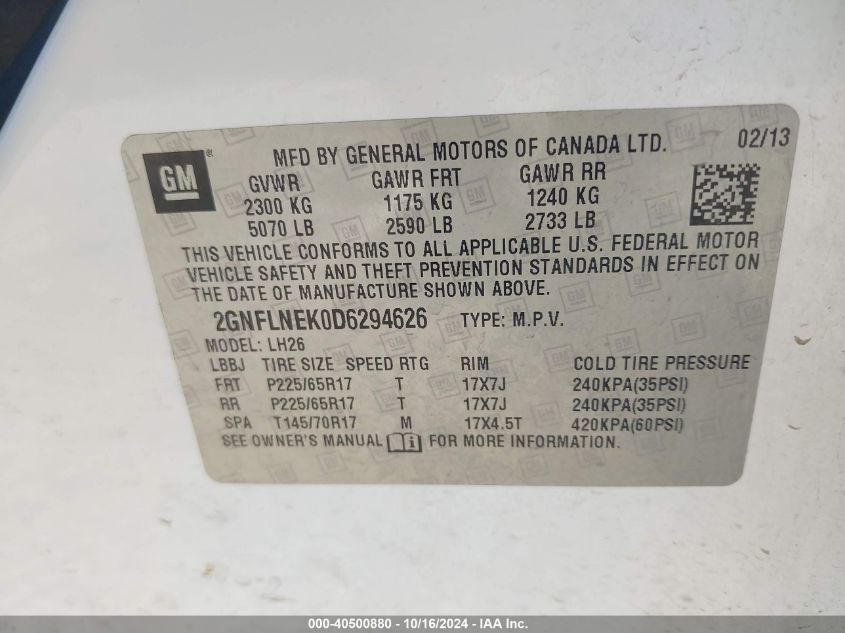 GM
MFD BY GENERAL MOTORS OF CANADA LTD. 02/13
GVWR GAWR FRT GAWR RR
2300 KG 1175 KG 1240 KG
5070 LB 2590 LB 2733 LB
THIS VEHICLE CONFORMS TO ALL APPLICABLE U.S. FEDERAL MOTOR
VEHICLE SAFETY AND THEFT PREVENTION STANDARDS IN EFFECT ON
THE DATE OF MANUFACTURE SHOWN ABOVE.
2GNFLNEK0D6294626 TYPE: M.P.V.
MODEL: LH26
LBBJ TIRE SIZE SPEED RTG RIM COLD TIRE PRESSURE
FRT P225/65R17 T 17X7J 240KPA(35PSI)
RR P225/65R17 T 17X7J 240KPA(35PSI)
SPA T145/70R17 M 17X4.5T 420KPA(60PSI)
SEE OWNER'S MANUAL FOR MORE INFORMATION.
000-40500880 - 10/16/2024 - IAA Inc.